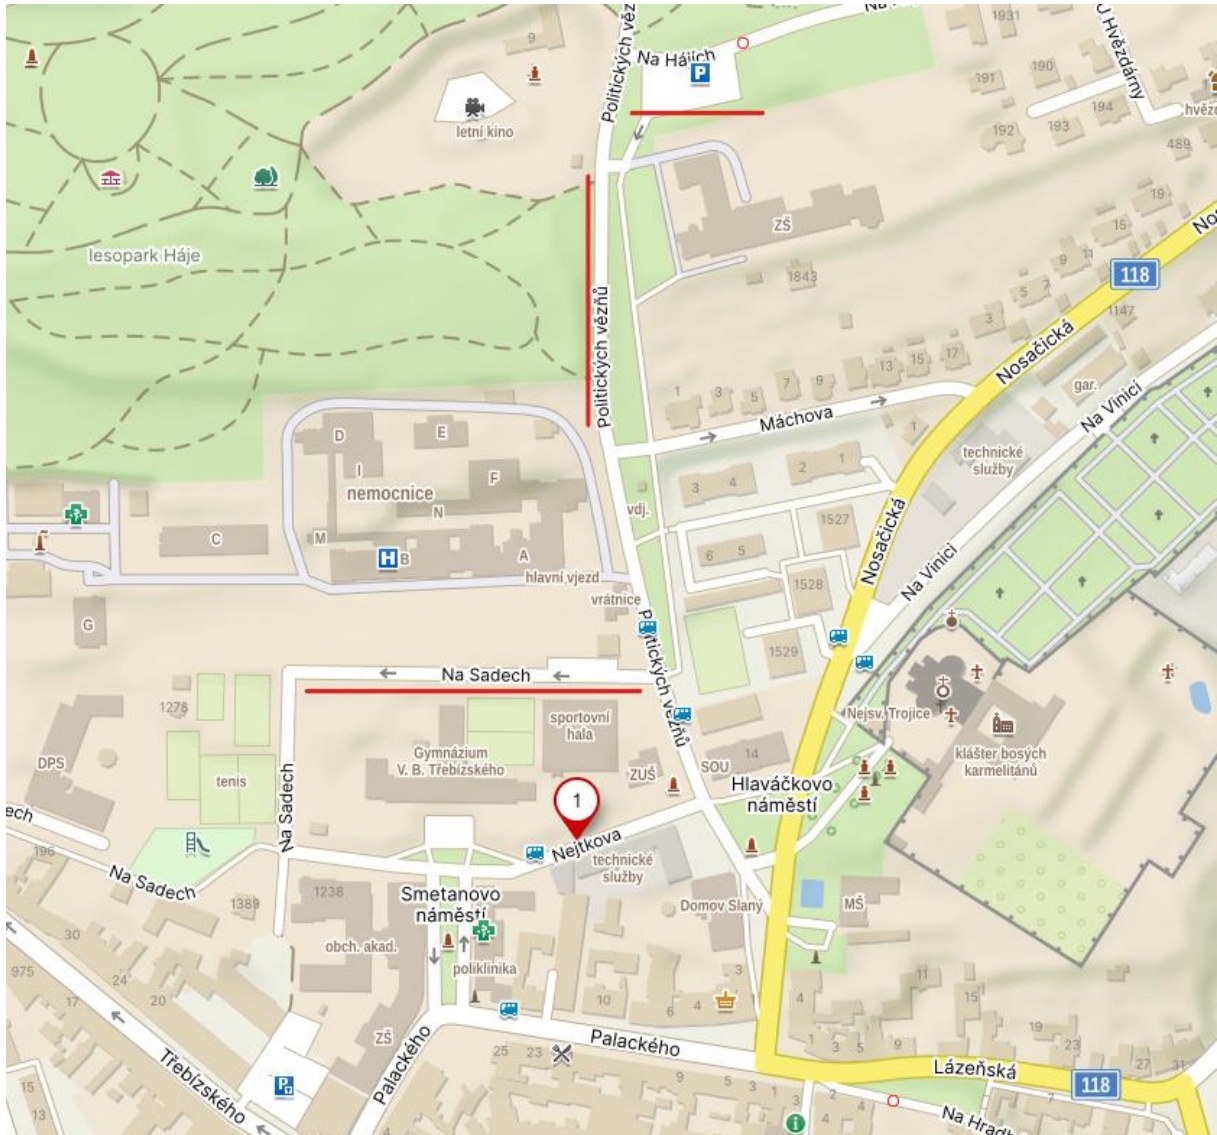 Na Hájích
P
9
letní kino
Politických
U Hvězdárny
1931
191
190
194
193
192
489
ZŠ
19
15
11
9
7
5
3
1147
118
1843
lesopark Háje
Politických vězňů
Nosačická
gar.
Na Vinici
1
3
5
7
9
13
15
17
Máchova
1
technické
služby
D
E
I
F
nemocnice
N
M
H
B
A
C
G
hlavní vjezd
vrátnice
vdj.
3
4
2
1
6
5
1527
1528
1529
Nosačická
Na Vinici
Politických vězňů
Na Sadech
1278
DPS
tenis
Na Sadech
sportovní
hala
Gymnázium
V. B. Třebízského
ZUŠ
SOU
14
Hlaváčkovo
náměstí
Nejsv. Trojice
klášter bosých
karmelitánů
1
Nejtkova
technické
služby
196
Na Sadech
1389
1238
Smetanovo
náměstí
obch. akad.
poliklinika
ZŠ
Domov Slaný
MŠ
30
975
24
17
20
Třebízského
P
15
13
Palackého
25
23
10
6
4
3
Palackého
9
5
3
1
i
2
4
4
1
3
5
9
11
15
19
23
27
31
Lázeňská
118